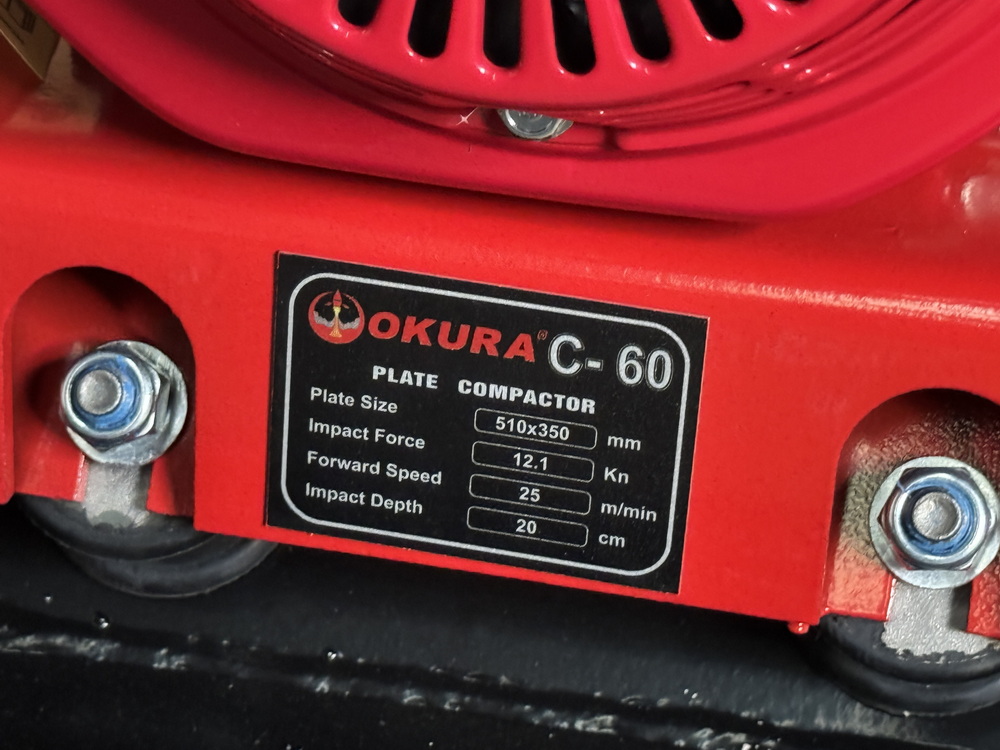 OKURA® C- 60
PLATE COMPACTOR
Plate Size 510x350 mm
Impact Force 12.1 Kn
Forward Speed 25 m/min
Impact Depth 20 cm